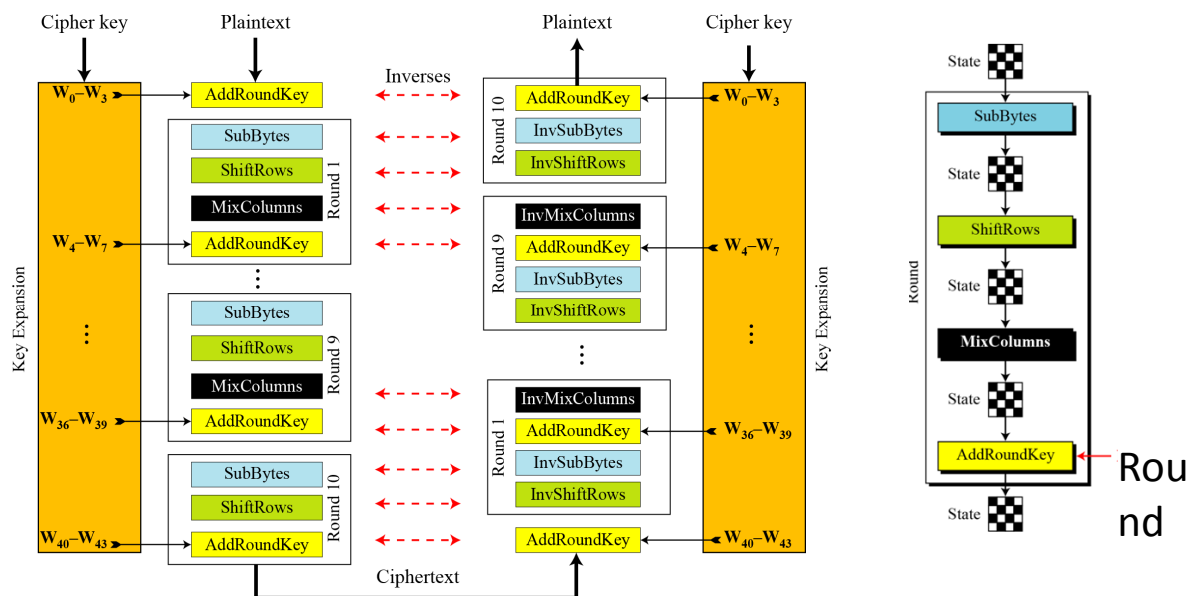 Cipher key
Plaintext
Plaintext
Cipher key
Inverses
Key Expansion
W0–W3
W4–W7
⋮
W36–W39
W40–W43
AddRoundKey
SubBytes
ShiftRows
MixColumns
AddRoundKey
Round 1
⋮
SubBytes
ShiftRows
MixColumns
AddRoundKey
Round 9
SubBytes
ShiftRows
AddRoundKey
Round 10
Ciphertext
Round 10
AddRoundKey
InvSubBytes
InvShiftRows
Round 9
InvMixColumns
AddRoundKey
InvSubBytes
InvShiftRows
⋮
Round 1
InvMixColumns
AddRoundKey
InvSubBytes
InvShiftRows
AddRoundKey
W0–W3
W4–W7
⋮
W36–W39
W40–W43
Key Expansion
State
SubBytes
State
ShiftRows
State
MixColumns
State
AddRoundKey
State
Round
Rou
nd